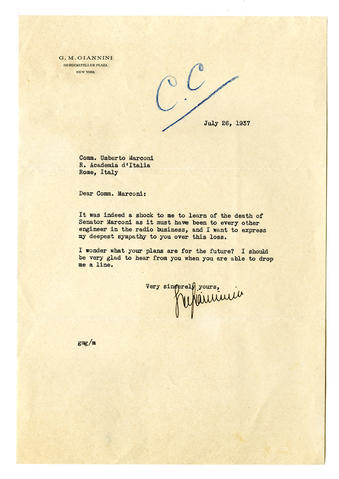 G. M. GIANNINI
ROCKEFELLER PLAZA
NEW YORK
C.C
July 26, 1937
Comm. Umberto Marconi
R. Academia d'Italia
Rome, Italy
Dear Comm. Marconi:
It was indeed a shock to me to learn of the death of
Senator Marconi as it must have been to every other
engineer in the radio business, and I want to express
my deepest sympathy to you over this loss.
I wonder what your plans are for the future? I should
be very glad to hear from you when you are able to drop
me a line.
Very sincerely yours,
GMGiannini
gmg/m